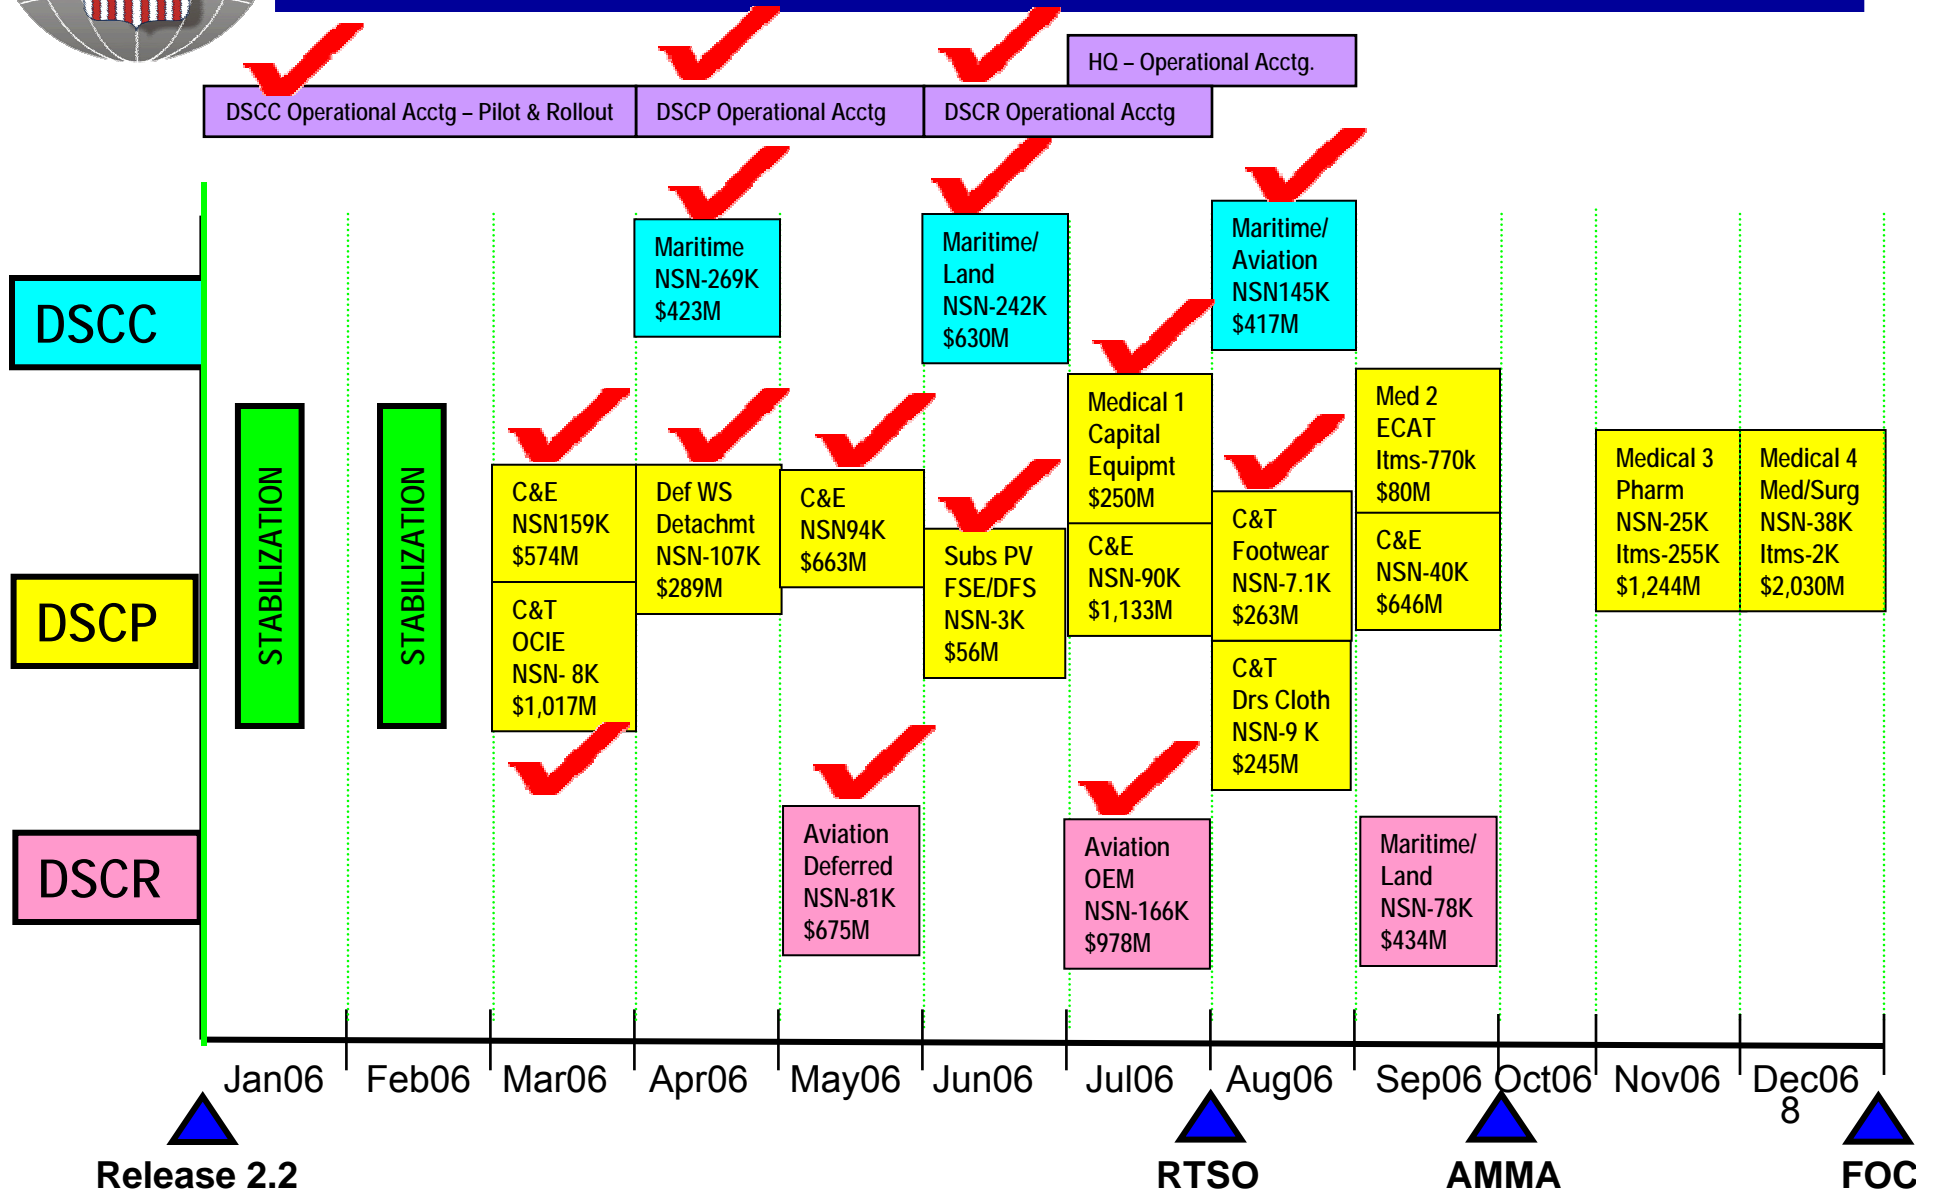 HQ – Operational Acctg.
DSCC Operational Acctg – Pilot & Rollout
DSCP Operational Acctg
DSCR Operational Acctg
DSCC
Maritime
NSN-269K
$423M
Maritime/
Land
NSN-242K
$630M
Maritime/
Aviation
NSN145K
$417M
DSCP
STABILIZATION
STABILIZATION
C&E
NSN159K
$574M
C&T
OCIE
NSN- 8K
$1,017M
Def WS
Detachmt
NSN-107K
$289M
C&E
NSN94K
$663M
Subs PV
FSE/DFS
NSN-3K
$56M
Medical 1
Capital
Equipmt
$250M
C&E
NSN-90K
$1,133M
C&T
Footwear
NSN-7.1K
$263M
C&T
Drs Cloth
NSN-9 K
$245M
Med 2
ECAT
Itms-770k
$80M
C&E
NSN-40K
$646M
Medical 3
Pharm
NSN-25K
Itms-255K
$1,244M
Medical 4
Med/Surg
NSN-38K
Itms-2K
$2,030M
DSCR
Aviation
Deferred
NSN-81K
$675M
Aviation
OEM
NSN-166K
$978M
Maritime/
Land
NSN-78K
$434M
Jan06 Feb06 Mar06 Apr06 May06 Jun06 Jul06 Aug06 Sep06 Oct06 Nov06 Dec06
8
Release 2.2 RTSO AMMA FOC